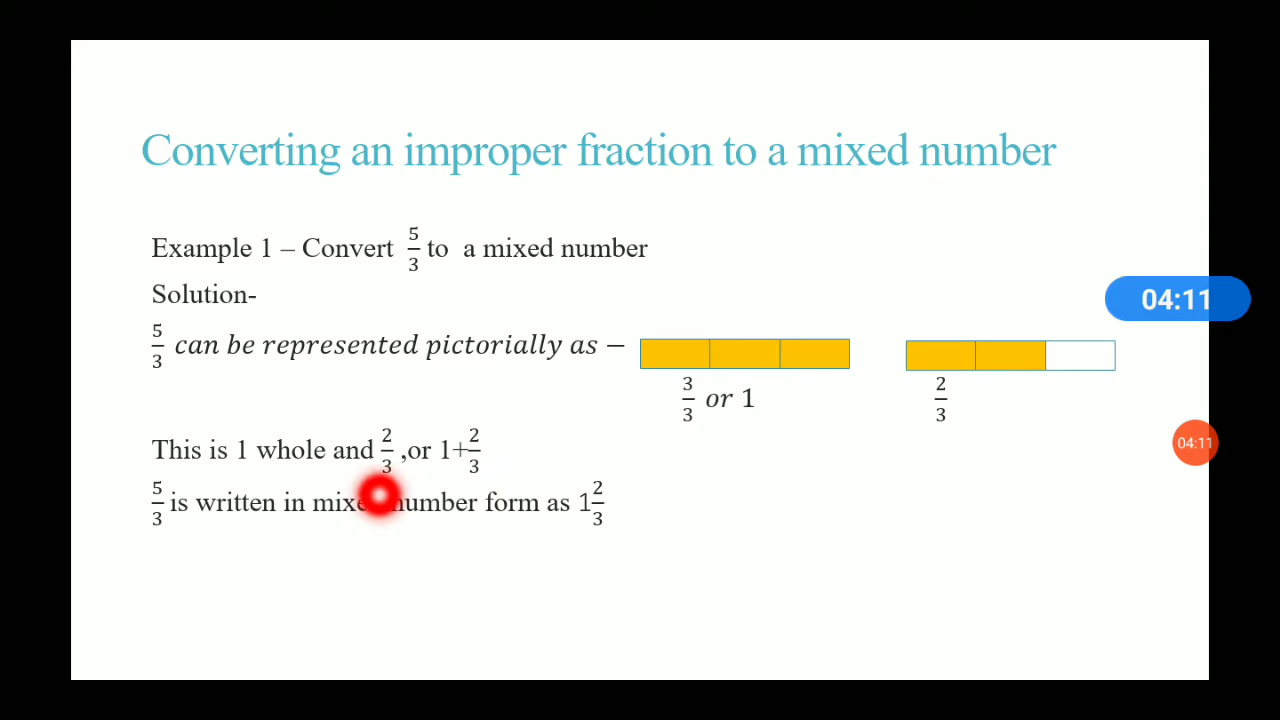 Converting an improper fraction to a mixed number
Example 1 – Convert 5/3 to a mixed number
Solution-
5/3 can be represented pictorially as −
3/3 or 1
2/3
This is 1 whole and 2/3 ,or 1+2/3
5/3 is written in mixed number form as 1 2/3
04:11
04:11